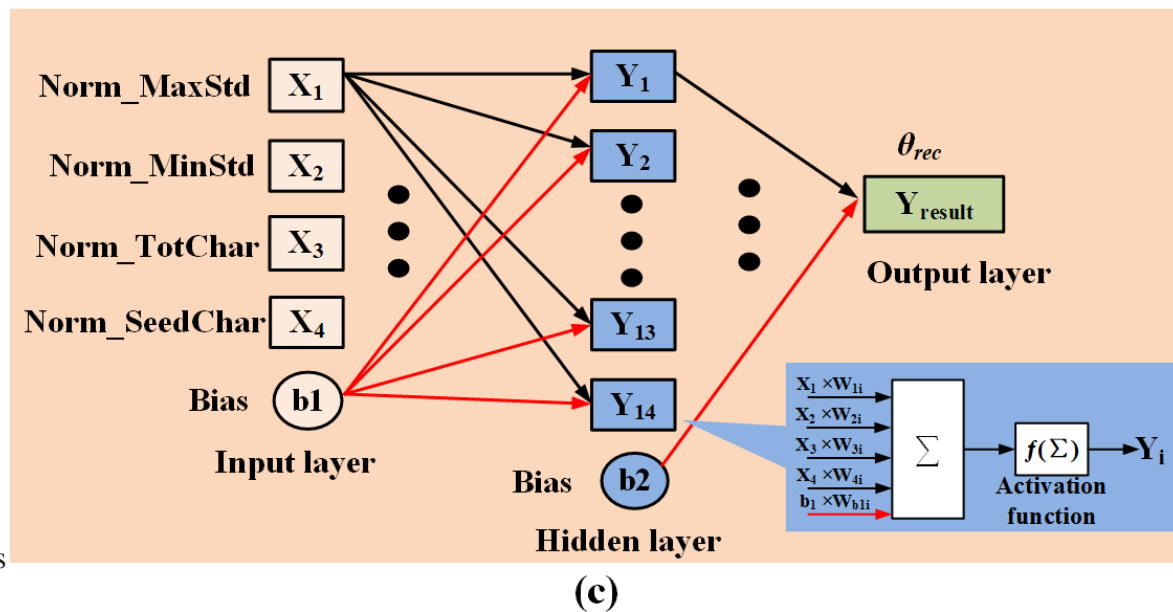 Norm_MaxStd X₁ Y₁
Norm_MinStd X₂ Y₂ θrec
Norm_TotChar X₃ Yresult
Output layer
Norm_SeedChar X₄ Y₁₃
Bias b1 Y₁₄
Input layer
Bias b2
Hidden layer
X₁ ×W₁ᵢ
X₂ ×W₂ᵢ
X₃ ×W₃ᵢ
X₄ ×W₄ᵢ
b₁ ×Wb1i
Σ f(Σ) Yᵢ
Activation
function
s
(c)